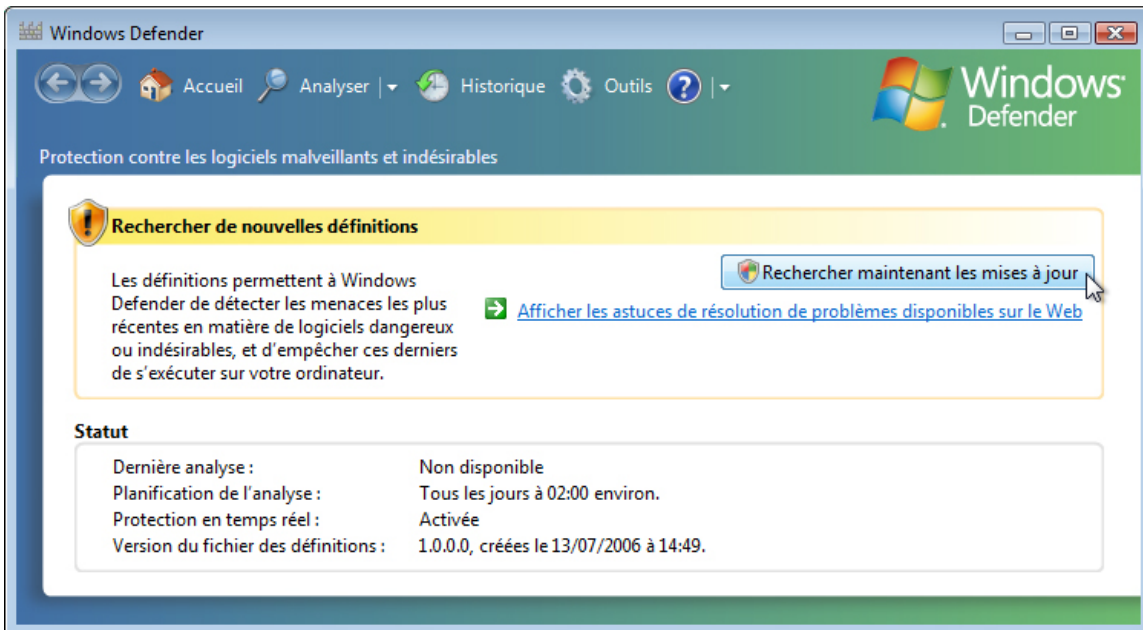 Windows Defender
Accueil Analyser Historique Outils ?
Windows
Defender
Protection contre les logiciels malveillants et indésirables
Rechercher de nouvelles définitions
Rechercher maintenant les mises à jour
Les définitions permettent à Windows
Defender de détecter les menaces les plus
récentes en matière de logiciels dangereux
ou indésirables, et d'empêcher ces derniers
de s'exécuter sur votre ordinateur.
Afficher les astuces de résolution de problèmes disponibles sur le Web
Statut
Dernière analyse : Non disponible
Planification de l'analyse : Tous les jours à 02:00 environ.
Protection en temps réel : Activée
Version du fichier des définitions : 1.0.0.0, créées le 13/07/2006 à 14:49.